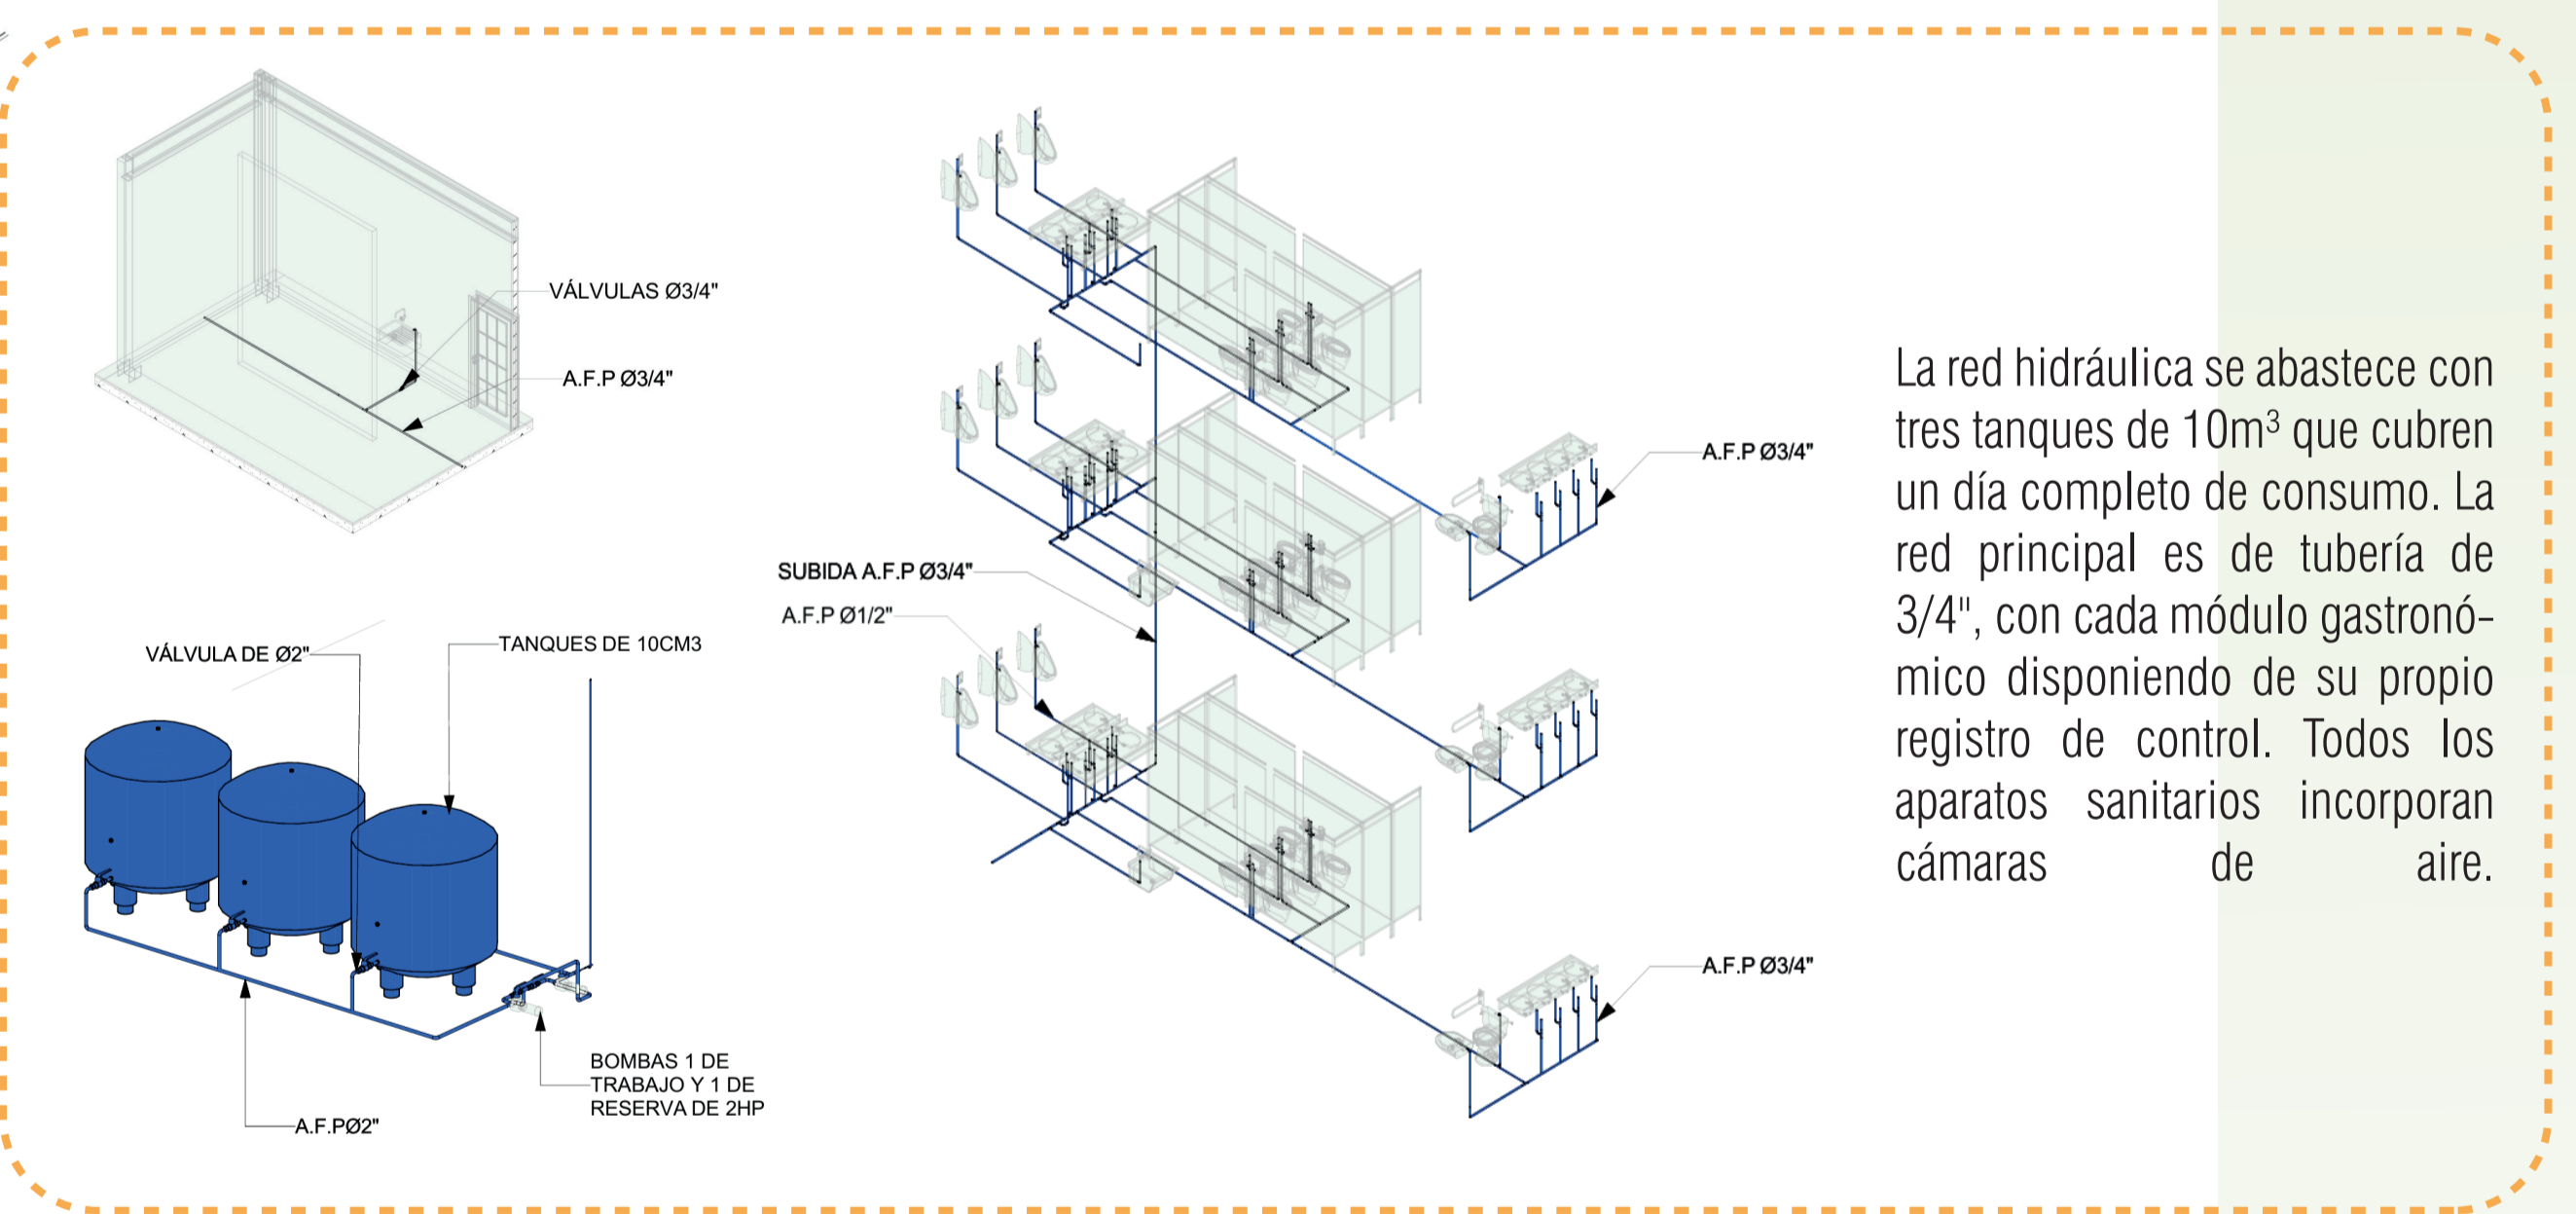 VÁLVULAS Ø3/4"
A.F.P Ø3/4"
VÁLVULA DE Ø2"
TANQUES DE 10CM3
BOMBAS 1 DE
TRABAJO Y 1 DE
RESERVA DE 2HP
A.F.PØ2"
SUBIDA A.F.P Ø3/4"
A.F.P Ø1/2"
A.F.P Ø3/4"
A.F.P Ø3/4"
La red hidráulica se abastece con
tres tanques de 10m³ que cubren
un día completo de consumo. La
red principal es de tubería de
3/4", con cada módulo gastronó-
mico disponiendo de su propio
registro de control. Todos los
aparatos sanitarios incorporan
cámaras de aire.